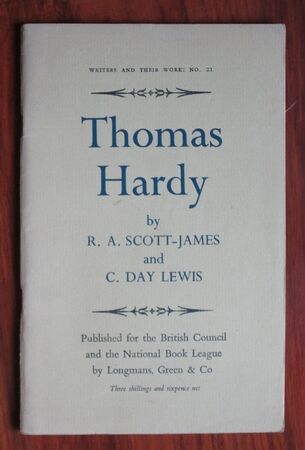 WRITERS AND THEIR WORK: NO. 21
Thomas
Hardy
by
R. A. SCOTT-JAMES
and
C. DAY LEWIS
Published for the British Council
and the National Book League
by Longmans, Green & Co
Three shillings and sixpence net